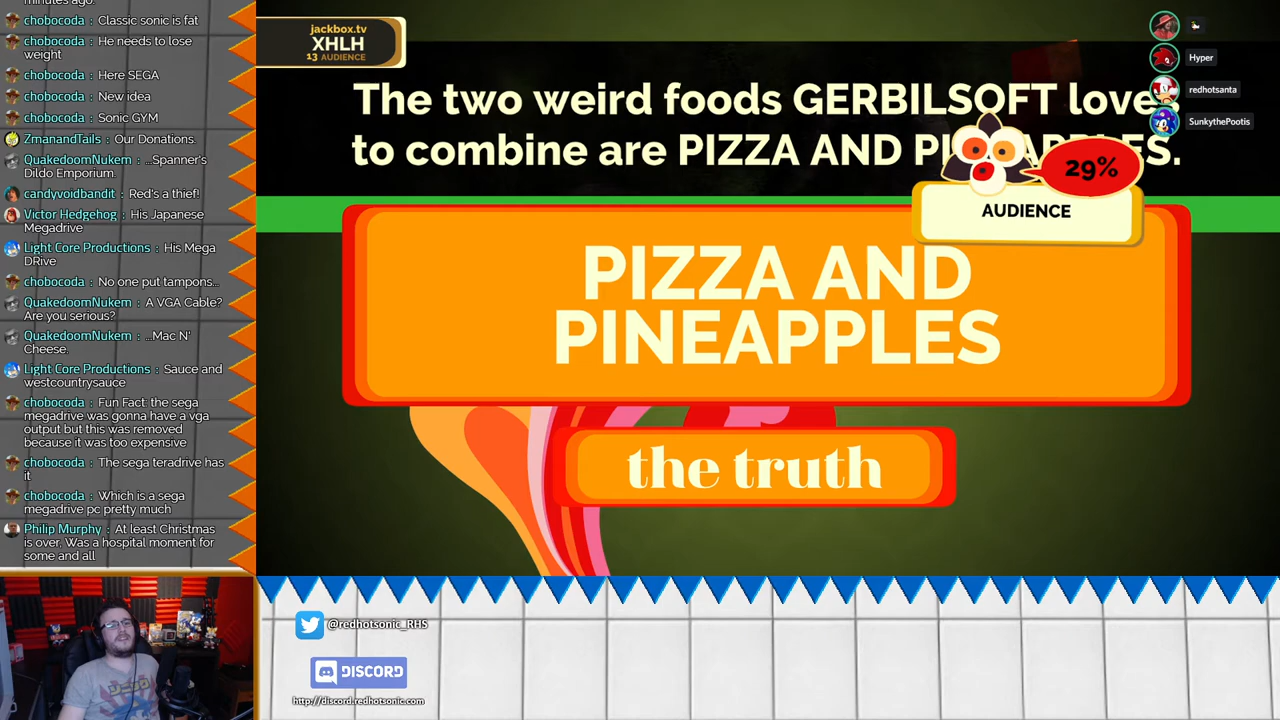 minutes ago.
chobocoda : Classic sonic is fat
chobocoda : He needs to lose
weight
chobocoda : Here SEGA
chobocoda : New idea
chobocoda : Sonic GYM
ZmanandTails : Our Donations
QuakedoomNukem : ...Spanner's
Dildo Emporium.
candyvoidbandit : Red's a thief!
Victor Hedgehog : His Japanese
Megadrive
Light Core Productions : His Mega
DRive
chobocoda : No one put tampons...
QuakedoomNukem : A VGA Cable?
Are you serious?
QuakedoomNukem : ...Mac N'
Cheese.
Light Core Productions : Sauce and
westcountrysauce
chobocoda : Fun Fact: the sega
megadrive was gonna have a vga
output but this was removed
because it was too expensive
chobocoda : The sega teradrive has
it
chobocoda : Which is a sega
megadrive pc pretty much
Philip Murphy : At least Christmas
is over. Was a hospital moment for
some and all
jackbox.tv
XHLH
13 AUDIENCE
The two weird foods GERBILSOFT loves
to combine are PIZZA AND PINEAPPLES.
29%
AUDIENCE
PIZZA AND
PINEAPPLES
the truth
Hyper
redhotsanta
SunkythePootis
@redhotsonic_RHS
DISCORD
http://discord.redhotsonic.com